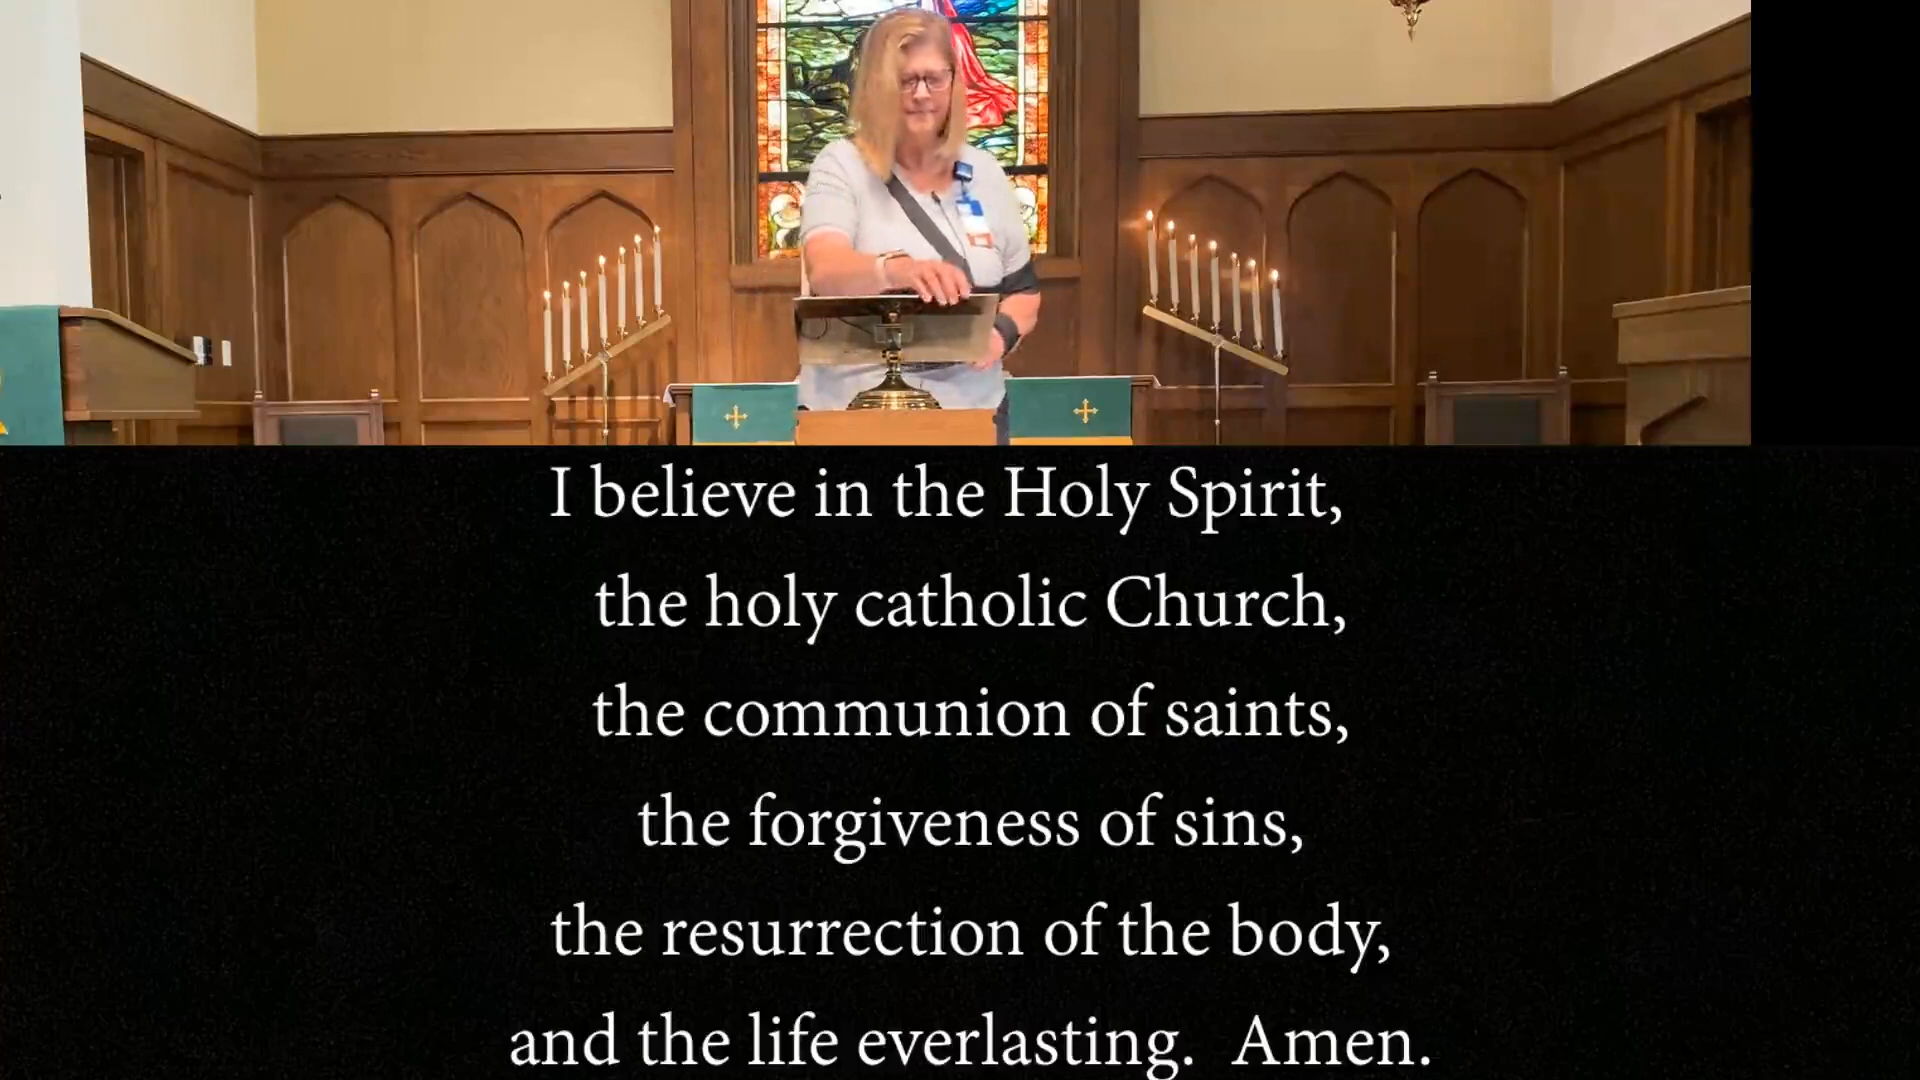 I believe in the Holy Spirit,
the holy catholic Church,
the communion of saints,
the forgiveness of sins,
the resurrection of the body,
and the life everlasting.  Amen.